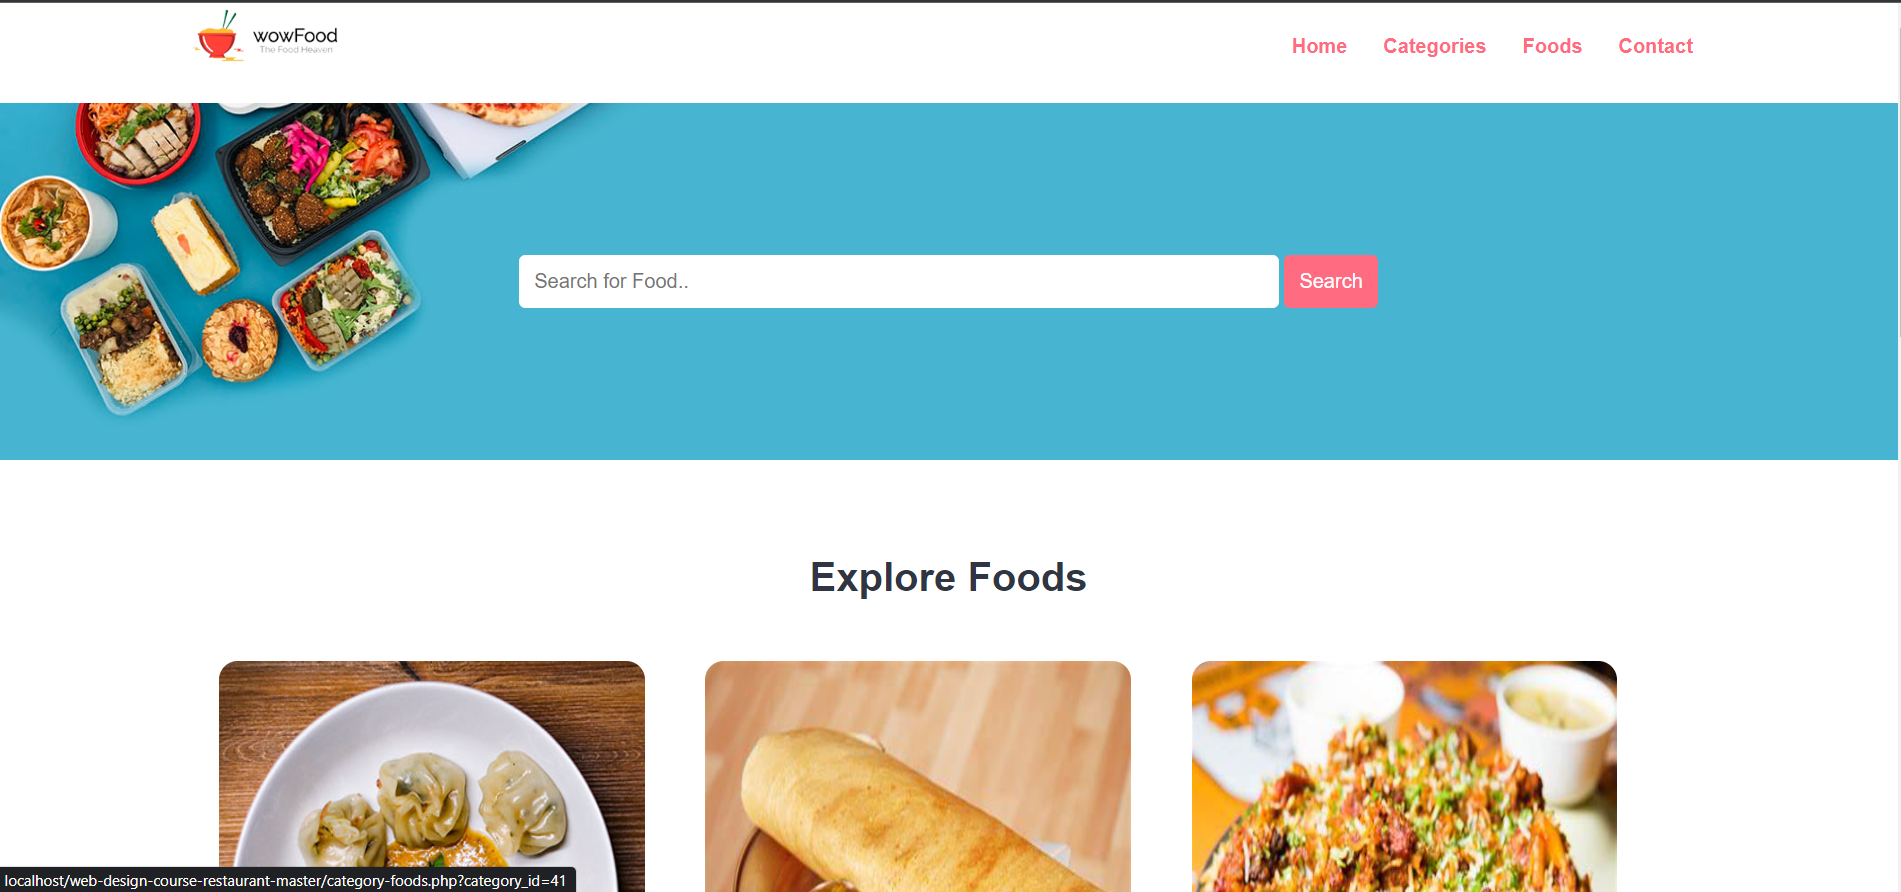 wowFood
The Food Heaven
Home Categories Foods Contact
Search for Food.. Search
Explore Foods
localhost/web-design-course-restaurant-master/category-foods.php?category_id=41